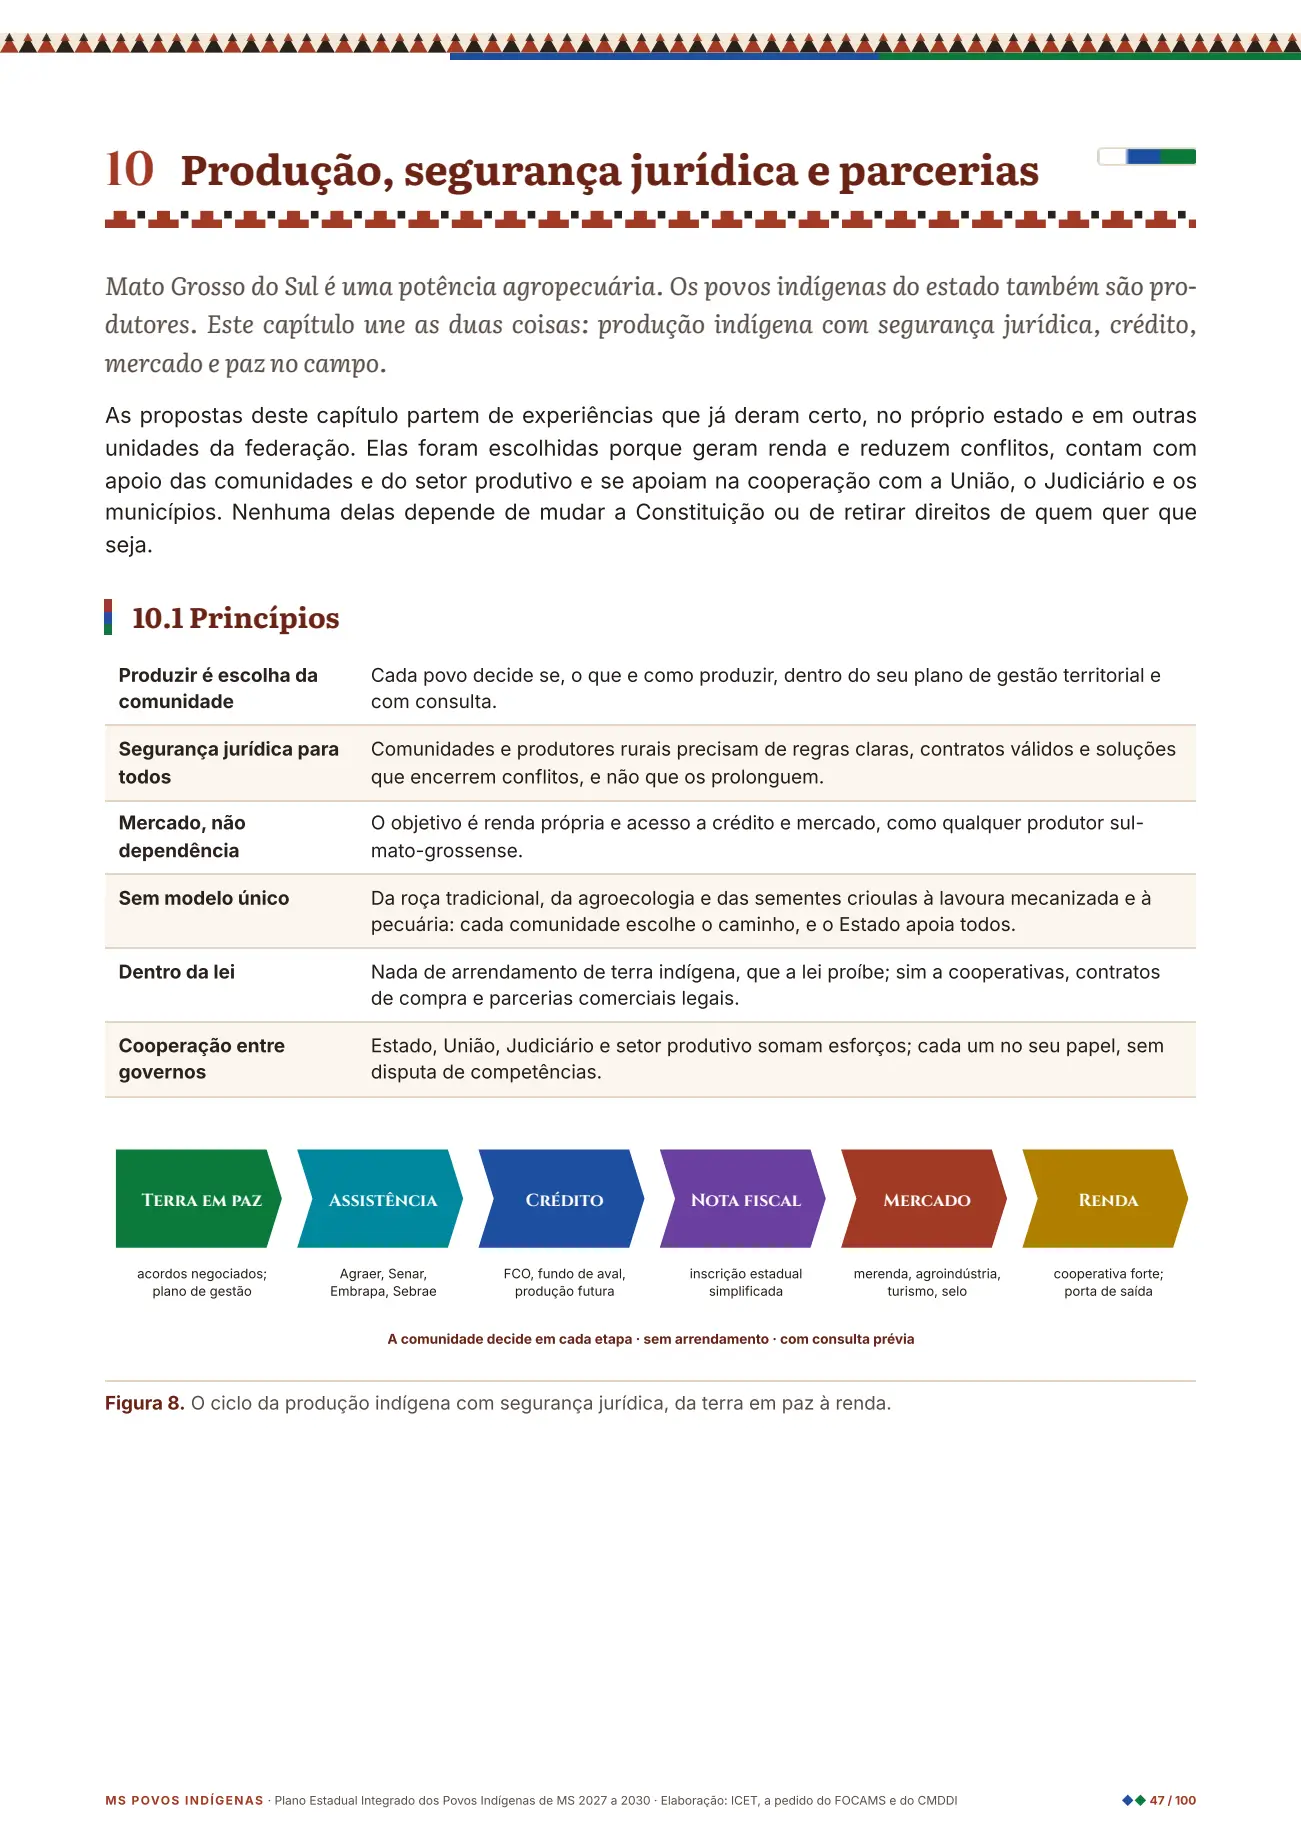 10 Produção, segurança jurídica e parcerias
Mato Grosso do Sul é uma potência agropecuária. Os povos indígenas do estado também são pro-
dutores. Este capítulo une as duas coisas: produção indígena com segurança jurídica, crédito,
mercado e paz no campo.
As propostas deste capítulo partem de experiências que já deram certo, no próprio estado e em outras
unidades da federação. Elas foram escolhidas porque geram renda e reduzem conflitos, contam com
apoio das comunidades e do setor produtivo e se apoiam na cooperação com a União, o Judiciário e os
municípios. Nenhuma delas depende de mudar a Constituição ou de retirar direitos de quem quer que
seja.
10.1 Princípios
Produzir é escolha da
comunidade
Cada povo decide se, o que e como produzir, dentro do seu plano de gestão territorial e
com consulta.
Segurança jurídica para
todos
Comunidades e produtores rurais precisam de regras claras, contratos válidos e soluções
que encerrem conflitos, e não que os prolonguem.
Mercado, não
dependência
O objetivo é renda própria e acesso a crédito e mercado, como qualquer produtor sul-
mato-grossense.
Sem modelo único
Da roça tradicional, da agroecologia e das sementes crioulas à lavoura mecanizada e à
pecuária: cada comunidade escolhe o caminho, e o Estado apoia todos.
Dentro da lei
Nada de arrendamento de terra indígena, que a lei proíbe; sim a cooperativas, contratos
de compra e parcerias comerciais legais.
Cooperação entre
governos
Estado, União, Judiciário e setor produtivo somam esforços; cada um no seu papel, sem
disputa de competências.
Terra em paz
acordos negociados;
plano de gestão
Assistência
Agraer, Senar,
Embrapa, Sebrae
Crédito
FCO, fundo de aval,
produção futura
Nota fiscal
inscrição estadual
simplificada
Mercado
merenda, agroindústria,
turismo, selo
Renda
cooperativa forte;
porta de saída
A comunidade decide em cada etapa · sem arrendamento · com consulta prévia
Figura 8. O ciclo da produção indígena com segurança jurídica, da terra em paz à renda.
MS POVOS INDÍGENAS · Plano Estadual Integrado dos Povos Indígenas de MS 2027 a 2030 · Elaboração: ICET, a pedido do FOCAMS e do CMDDI
47 / 100